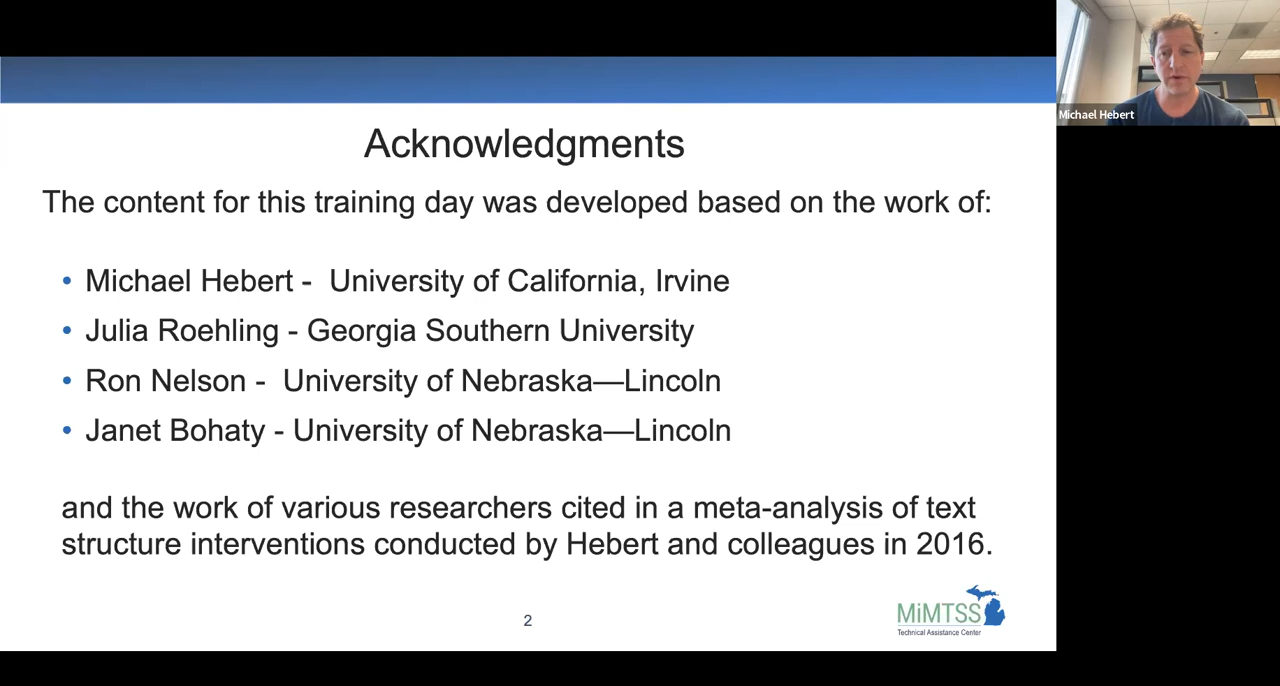 Acknowledgments
The content for this training day was developed based on the work of:
• Michael Hebert -  University of California, Irvine
• Julia Roehling - Georgia Southern University
• Ron Nelson -  University of Nebraska—Lincoln
• Janet Bohaty - University of Nebraska—Lincoln
and the work of various researchers cited in a meta-analysis of text
structure interventions conducted by Hebert and colleagues in 2016.
2
MiMTSS
Technical Assistance Center
Michael Hebert